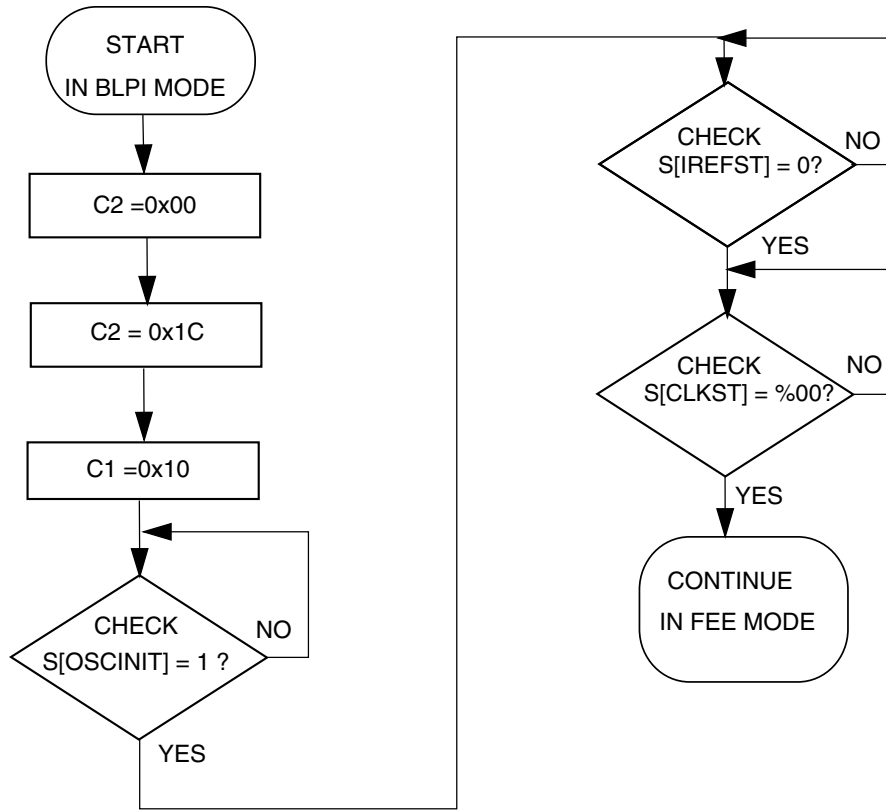 START
IN BLPI MODE
C2 =0x00
C2 = 0x1C
C1 =0x10
CHECK
S[OSCINIT] = 1 ?
NO
YES
CHECK
S[IREFST] = 0?
NO
YES
CHECK
S[CLKST] = %00?
NO
YES
CONTINUE
IN FEE MODE